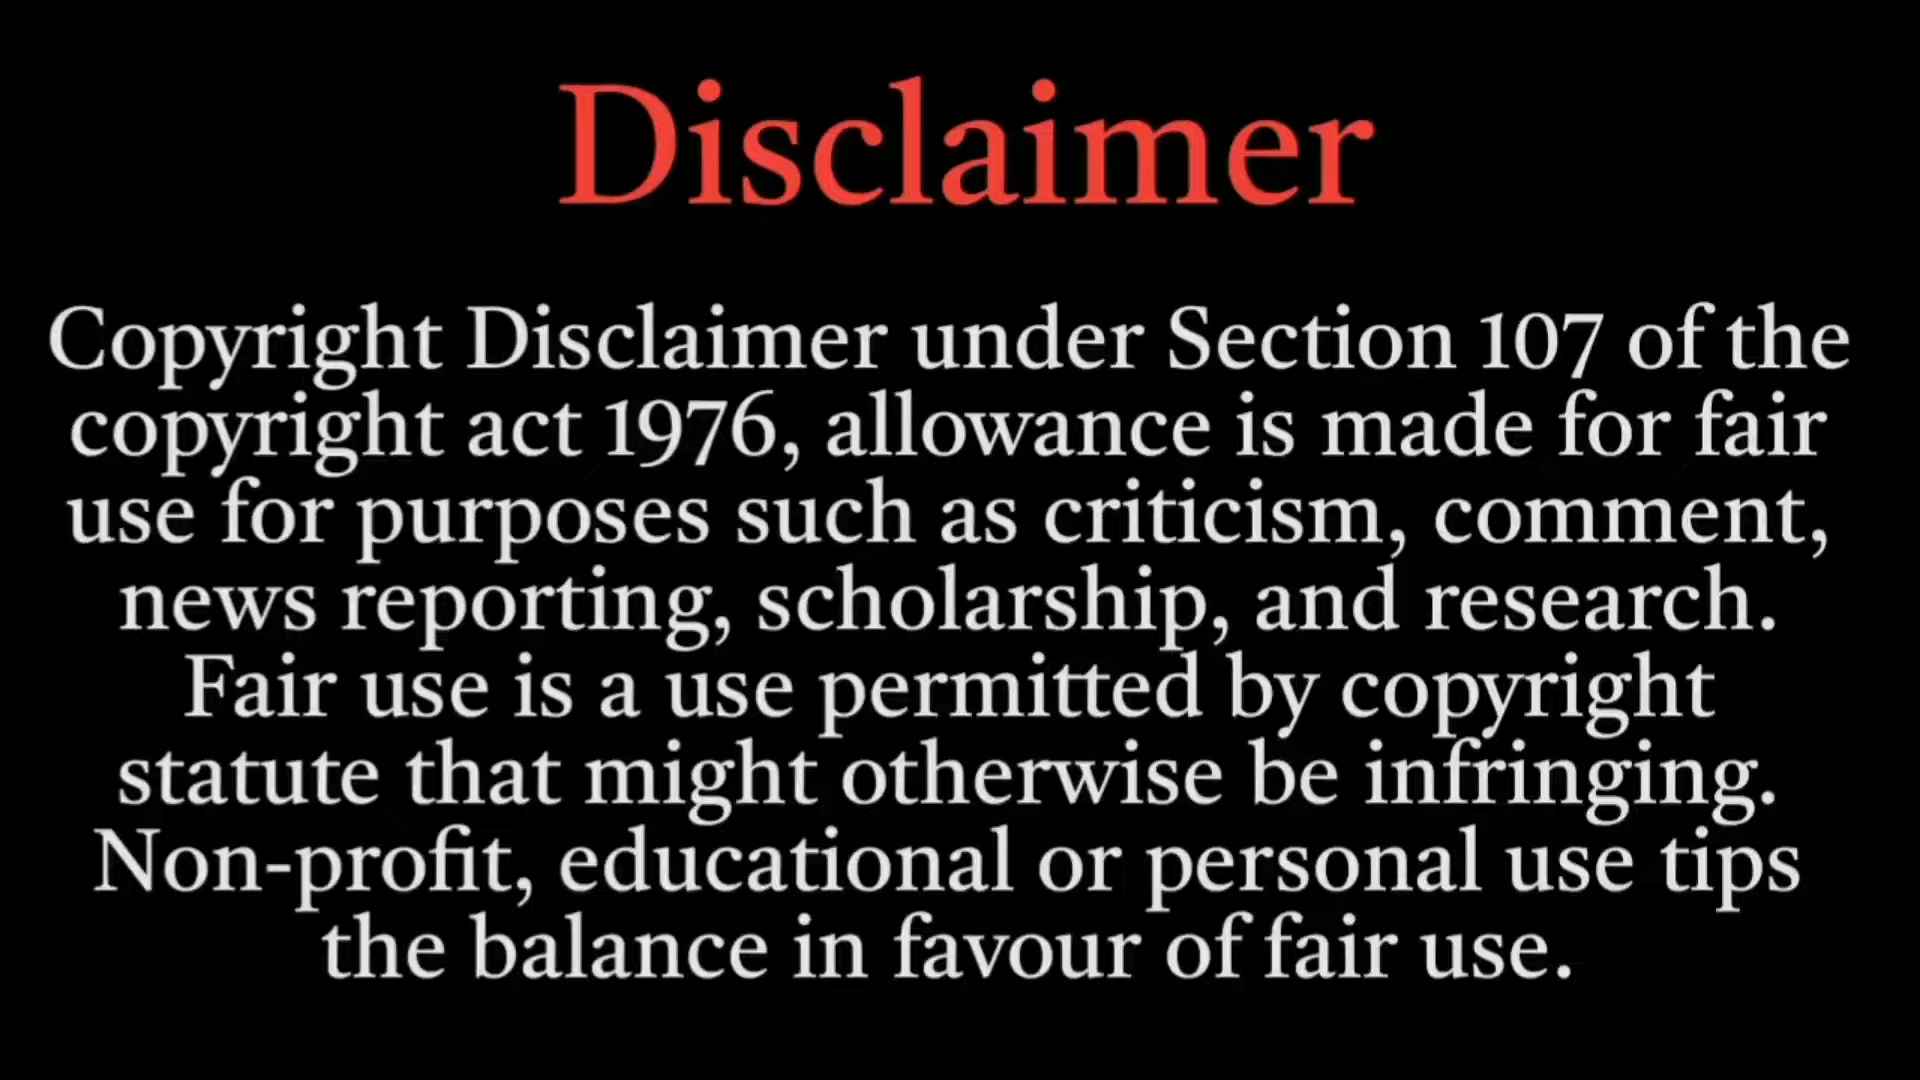 Disclaimer
Copyright Disclaimer under Section 107 of the
copyright act 1976, allowance is made for fair
use for purposes such as criticism, comment,
news reporting, scholarship, and research.
Fair use is a use permitted by copyright
statute that might otherwise be infringing.
Non-profit, educational or personal use tips
the balance in favour of fair use.